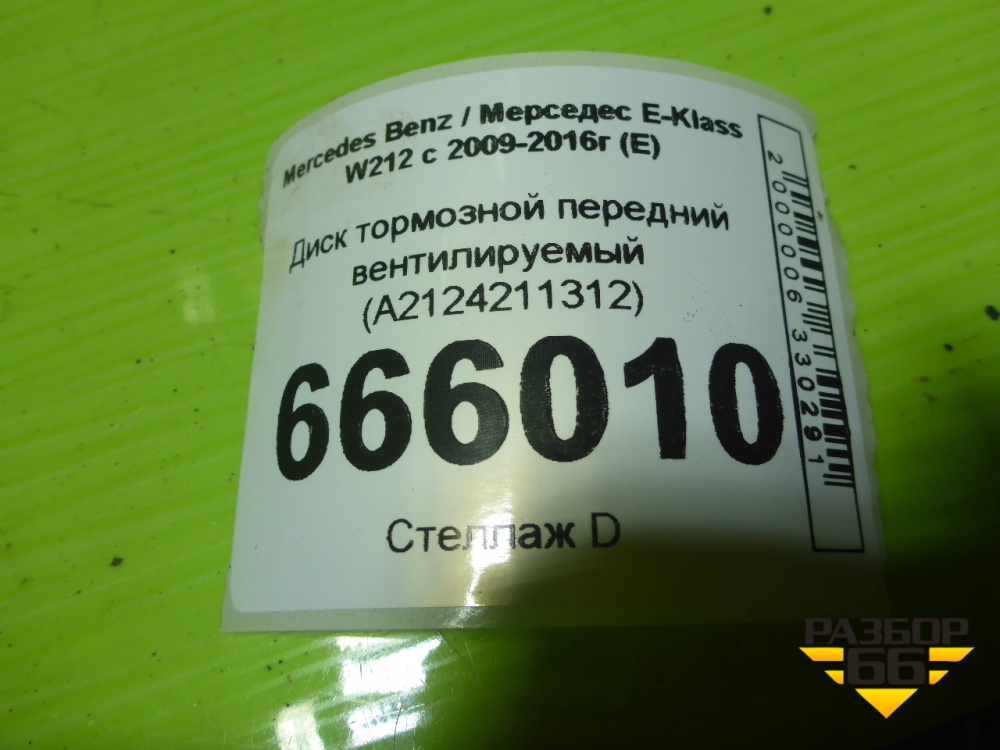 Mercedes Benz / Мерседес E-Klass
W212 с 2009-2016г (E)
Диск тормозной передний
вентилируемый
(A2124211312)
666010
Стеллаж D
2000006330291
РАЗБОР
66